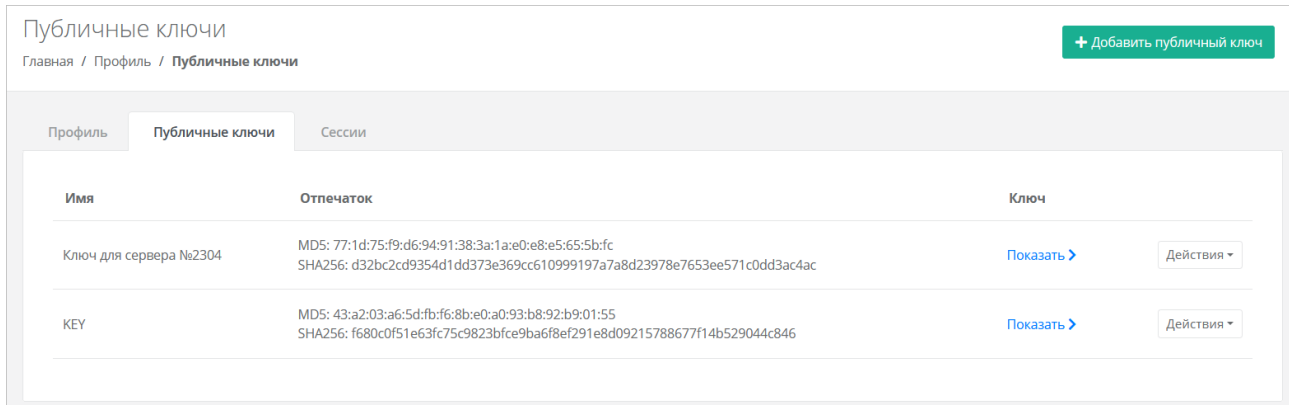 Публичные ключи
+ Добавить публичный ключ
Главная / Профиль / Публичные ключи
Профиль Публичные ключи Сессии
Имя Отпечаток Ключ
MD5: 77:1d:75:f9:d6:94:91:38:3a:1a:e0:e8:e5:65:5b:fc
Ключ для сервера №2304 Показать Действия
SHA256: d32bc2cd9354d1dd373e369cc610999197a7a8d23978e7653ee571c0dd3ac4ac
MD5: 43:a2:03:a6:5d:fb:f6:8b:e0:a0:93:b8:92:b9:01:55
KEY Показать Действия
SHA256: f680c0f51e63fc75c9823bfce9ba6f8ef291e8d09215788677f14b529044c846